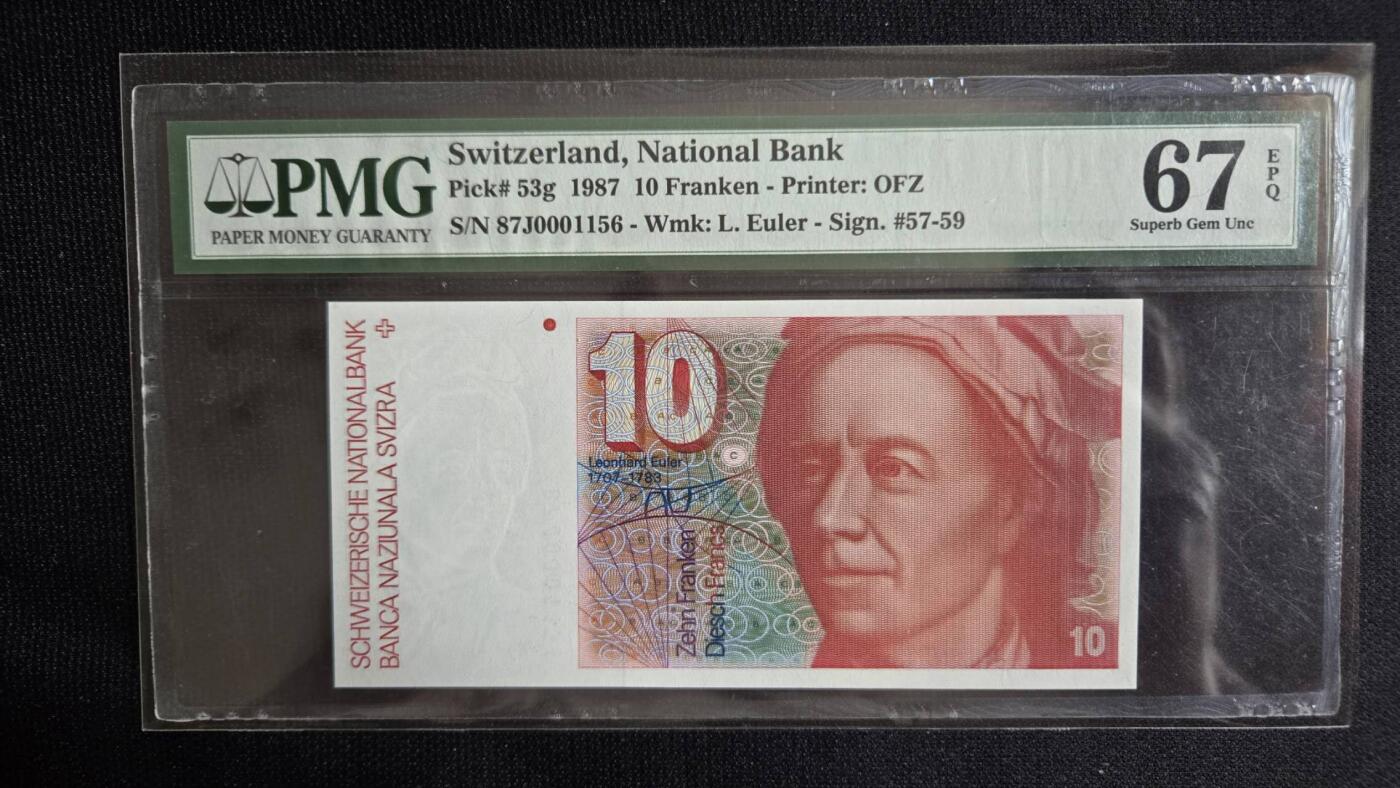 PMG
PAPER MONEY GUARANTY
Switzerland, National Bank
Pick# 53g 1987 10 Franken - Printer: OFZ
S/N 87J0001156 - Wmk: L. Euler - Sign. #57-59
67
EPQ
Superb Gem Unc
SCHWEIZERISCHE NATIONALBANK
BANCA NAZIUNALA SVIZRA
10
C
Leonhard Euler
1707-1783
Zehn Franken
Diesch Francs
10